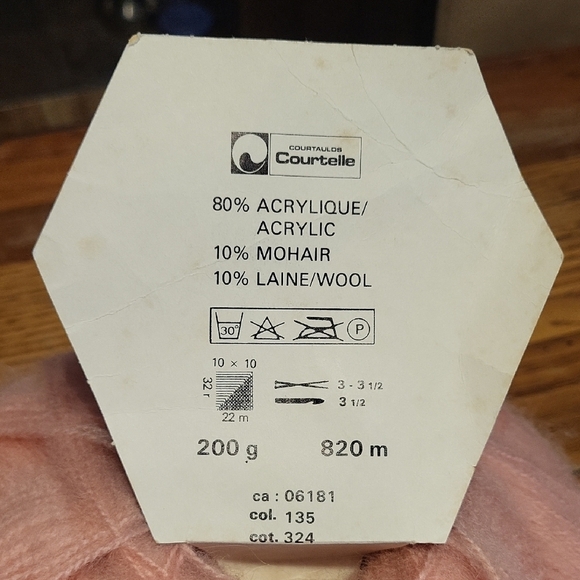 COURTAULDS
Courtelle
80% ACRYLIQUE/
ACRYLIC
10% MOHAIR
10% LAINE/WOOL
30° P
10 × 10
32 r
22 m
3 - 3 1/2
3 1/2
200 g 820 m
ca : 06181
col. 135
cot. 324